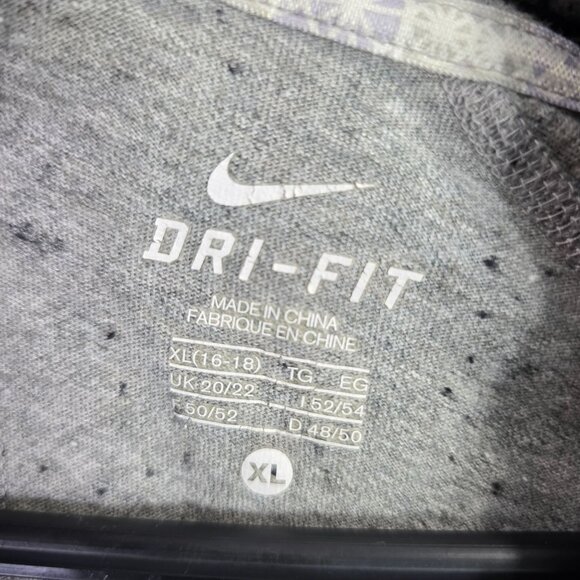 DRI-FIT
MADE IN CHINA
FABRIQUE EN CHINE
XL(16-18) TG EG
UK 20/22 I 52/54
50/52 D 48/50
XL